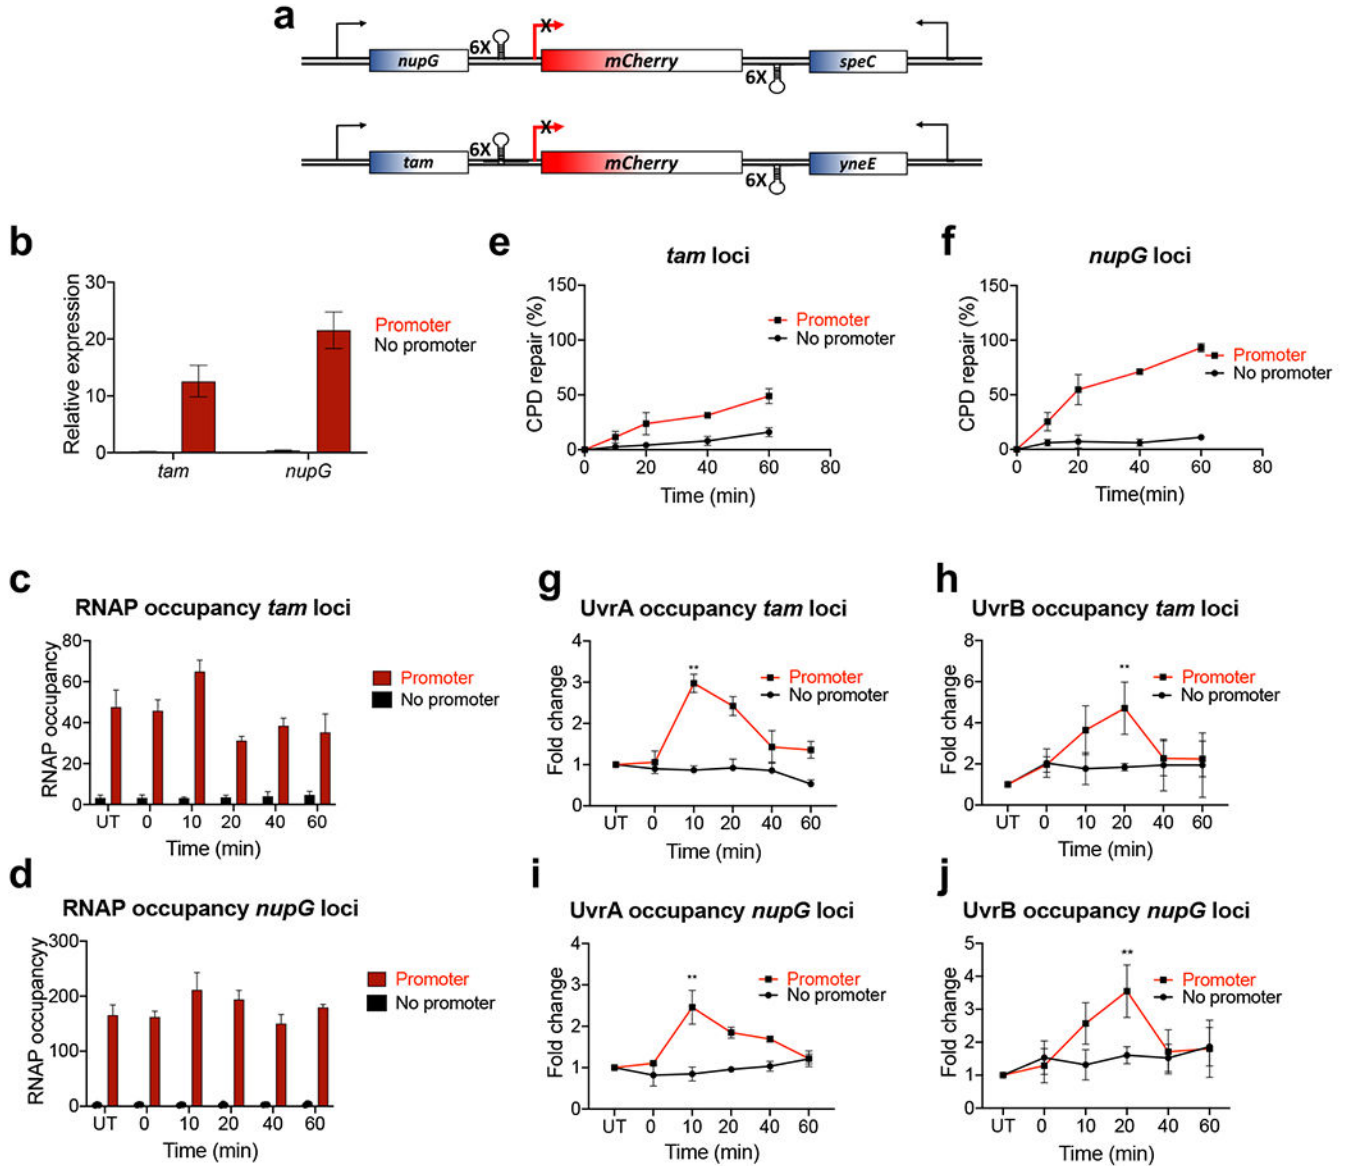 a
6X
X
nupG
mCherry
6X
speC
6X
X
tam
mCherry
6X
yneE
b
Relative expression
30
20
10
0
tam
nupG
Promoter
No promoter
e
tam loci
CPD repair (%)
150
100
50
0
0 20 40 60 80
Time (min)
Promoter
No promoter
f
nupG loci
CPD repair (%)
150
100
50
0
0 20 40 60 80
Time(min)
Promoter
No promoter
c
RNAP occupancy tam loci
RNAP occupancy
80
60
40
20
0
UT 0 10 20 40 60
Time (min)
Promoter
No promoter
g
UvrA occupancy tam loci
Fold change
4
3
2
1
0
**
UT 0 10 20 40 60
Time (min)
Promoter
No promoter
h
UvrB occupancy tam loci
Fold change
8
6
4
2
0
**
UT 0 10 20 40 60
Time (min)
Promoter
No promoter
d
RNAP occupancy nupG loci
RNAP occupancyy
300
200
100
0
UT 0 10 20 40 60
Time (min)
Promoter
No promoter
i
UvrA occupancy nupG loci
Fold change
4
3
2
1
0
**
UT 0 10 20 40 60
Time (min)
Promoter
No promoter
j
UvrB occupancy nupG loci
Fold change
5
4
3
2
1
0
**
UT 0 10 20 40 60
Time (min)
Promoter
No promoter